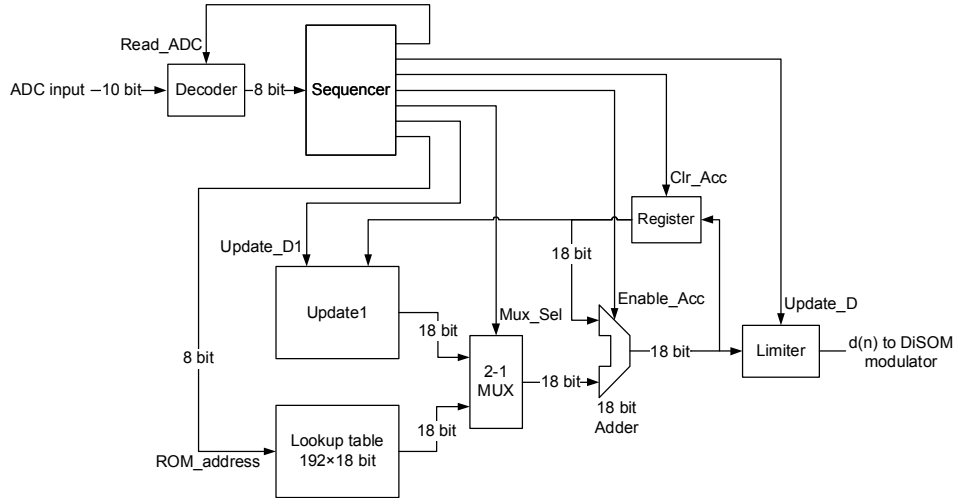 Read_ADC
ADC input
10 bit
Decoder
8 bit
Sequencer
Clr_Acc
Register
Update_D1
18 bit
Update1
Mux_Sel
Enable_Acc
Update_D
18 bit
8 bit
2-1
MUX
18 bit
18 bit
Limiter
d(n) to DiSOM
modulator
18 bit
18 bit
Adder
Lookup table
192×18 bit
ROM_address